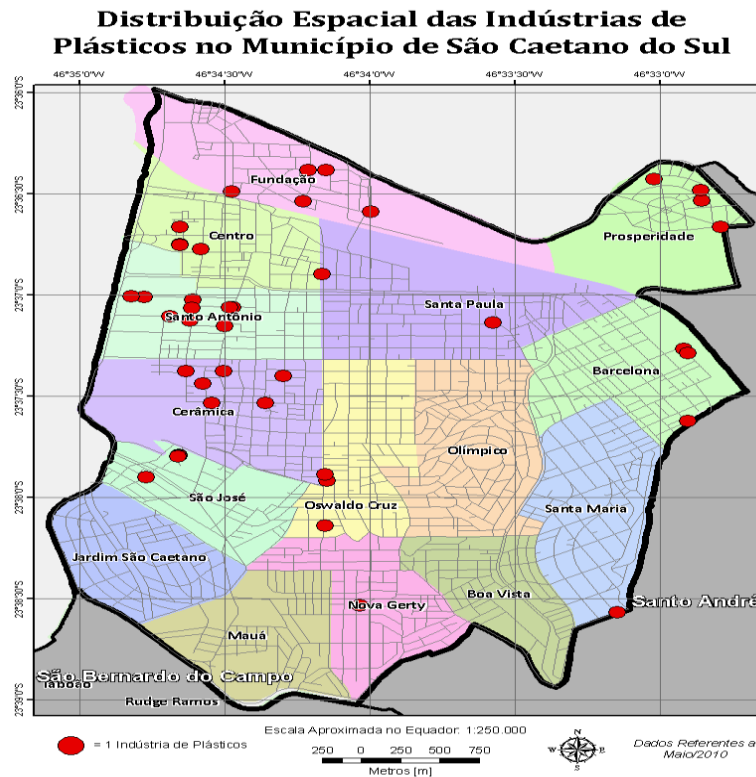 Distribuição Espacial das Indústrias de
Plásticos no Município de São Caetano do Sul
46°35'0"S
46°34'30"S
46°34'0"S
46°33'30"S
46°33'0"S
23°36'0"S
23°36'30"S
23°37'0"S
23°37'30"S
23°38'0"S
23°38'30"S
23°39'0"S
Fundação
Centro
Prosperidade
Santa Paula
Santo Antônio
Barcelona
Cerâmica
Olímpico
São José
Oswaldo Cruz
Santa Maria
Jardim São Caetano
Boa Vista
Nova Gerty
Santo André
Mauá
São Bernardo do Campo
Taboão
Rudge Ramos
= 1 Indústria de Plásticos
Escala Aproximada no Equador: 1:250.000
250 0 250 500 750
Metros [m]
N
W E
S
Dados Referentes a
Maio/2010